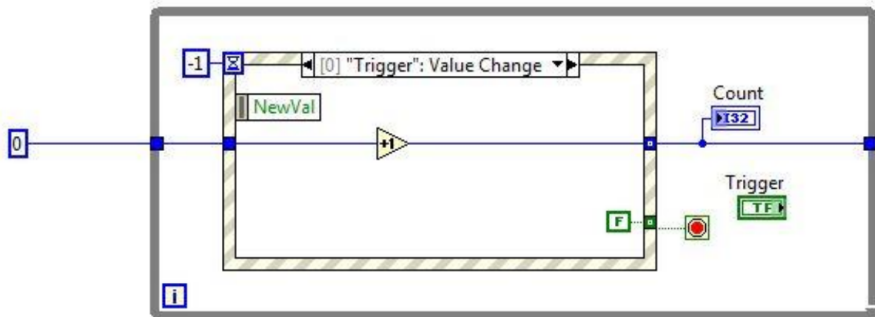 -1
[0] "Trigger": Value Change
NewVal
Count
I32
0
+1
Trigger
TF
F
i